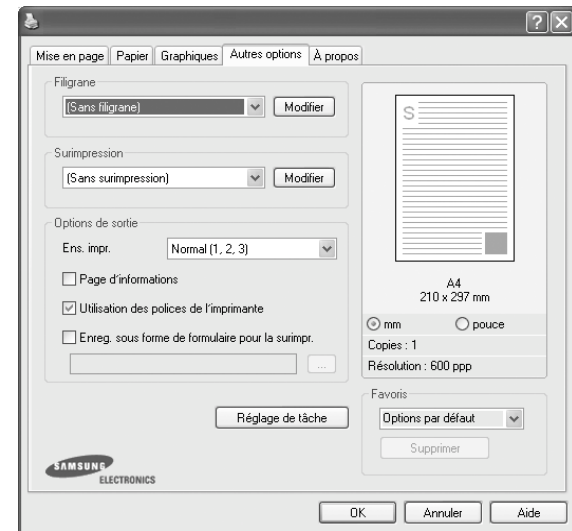 Mise en page Papier Graphiques Autres options À propos
Filigrane
(Sans filigrane) Modifier
Surimpression
(Sans surimpression) Modifier
Options de sortie
Ens. impr. Normal (1, 2, 3)
Page d'informations
Utilisation des polices de l'imprimante
Enreg. sous forme de formulaire pour la surimpr.
...
Réglage de tâche
SAMSUNG
ELECTRONICS
S
A4
210 x 297 mm
mm pouce
Copies : 1
Résolution : 600 ppp
Favoris
Options par défaut
Supprimer
OK Annuler Aide